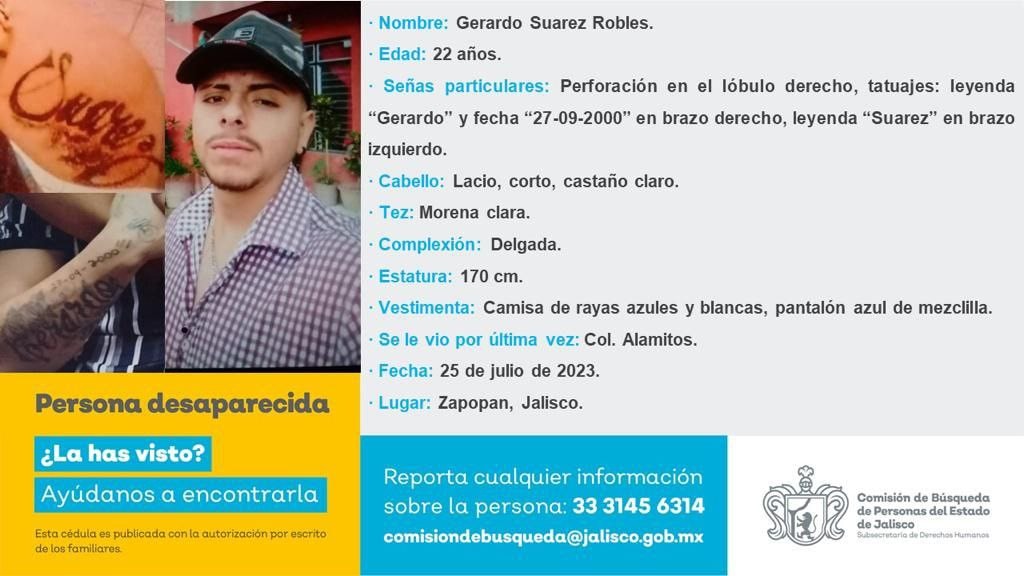 Suarez
27-09-2000
Gerardo
· Nombre: Gerardo Suarez Robles.
· Edad: 22 años.
· Señas particulares: Perforación en el lóbulo derecho, tatuajes: leyenda
“Gerardo” y fecha “27-09-2000” en brazo derecho, leyenda “Suarez” en brazo
izquierdo.
· Cabello: Lacio, corto, castaño claro.
· Tez: Morena clara.
· Complexión: Delgada.
· Estatura: 170 cm.
· Vestimenta: Camisa de rayas azules y blancas, pantalón azul de mezclilla.
· Se le vio por última vez: Col. Alamitos.
· Fecha: 25 de julio de 2023.
· Lugar: Zapopan, Jalisco.
Persona desaparecida
¿La has visto?
Ayúdanos a encontrarla
Esta cédula es publicada con la autorización por escrito
de los familiares.
Reporta cualquier información
sobre la persona: 33 3145 6314
comisiondebusqueda@jalisco.gob.mx
Comisión de Búsqueda
de Personas del Estado
de Jalisco
Subsecretaría de Derechos Humanos